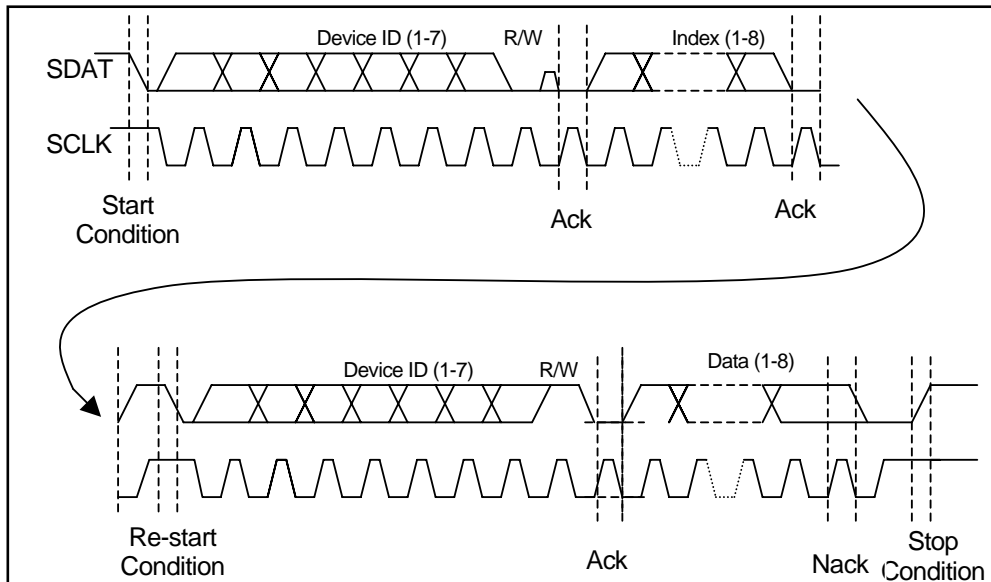 Device ID (1-7) R/W Index (1-8)
SDAT
SCLK
Start
Condition
Ack
Ack
Device ID (1-7) R/W Data (1-8)
Re-start
Condition
Ack
Nack
Stop
Condition